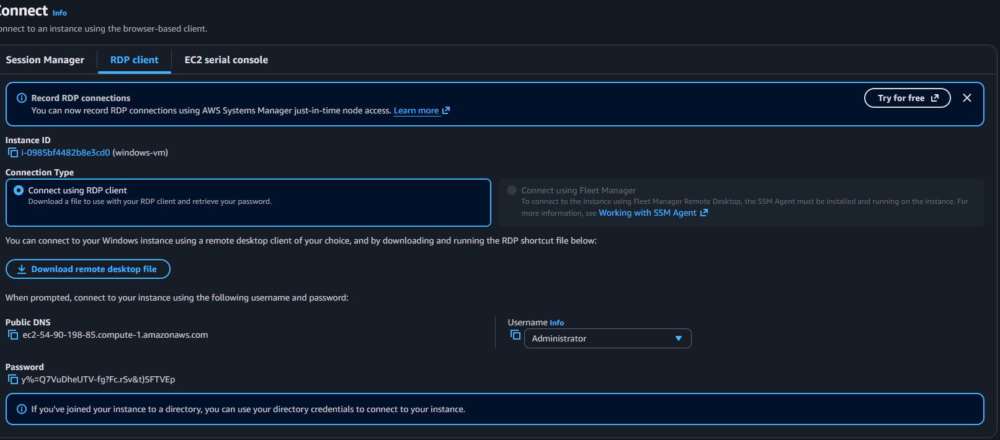 Connect Info
onnect to an instance using the browser-based client.
Session Manager RDP client EC2 serial console
Record RDP connections
Try for free
You can now record RDP connections using AWS Systems Manager just-in-time node access. Learn more
Instance ID
i-0985bf4482b8e3cd0 (windows-vm)
Connection Type
Connect using RDP client
Download a file to use with your RDP client and retrieve your password.
Connect using Fleet Manager
To connect to the instance using Fleet Manager Remote Desktop, the SSM Agent must be installed and running on the instance. For
more information, see Working with SSM Agent
You can connect to your Windows instance using a remote desktop client of your choice, and by downloading and running the RDP shortcut file below:
Download remote desktop file
When prompted, connect to your instance using the following username and password:
Public DNS
ec2-54-90-198-85.compute-1.amazonaws.com
Username Info
Administrator
Password
y%=Q7VuDheUTV-fg?Fc.rSv&t)SFTVEp
If you've joined your instance to a directory, you can use your directory credentials to connect to your instance.